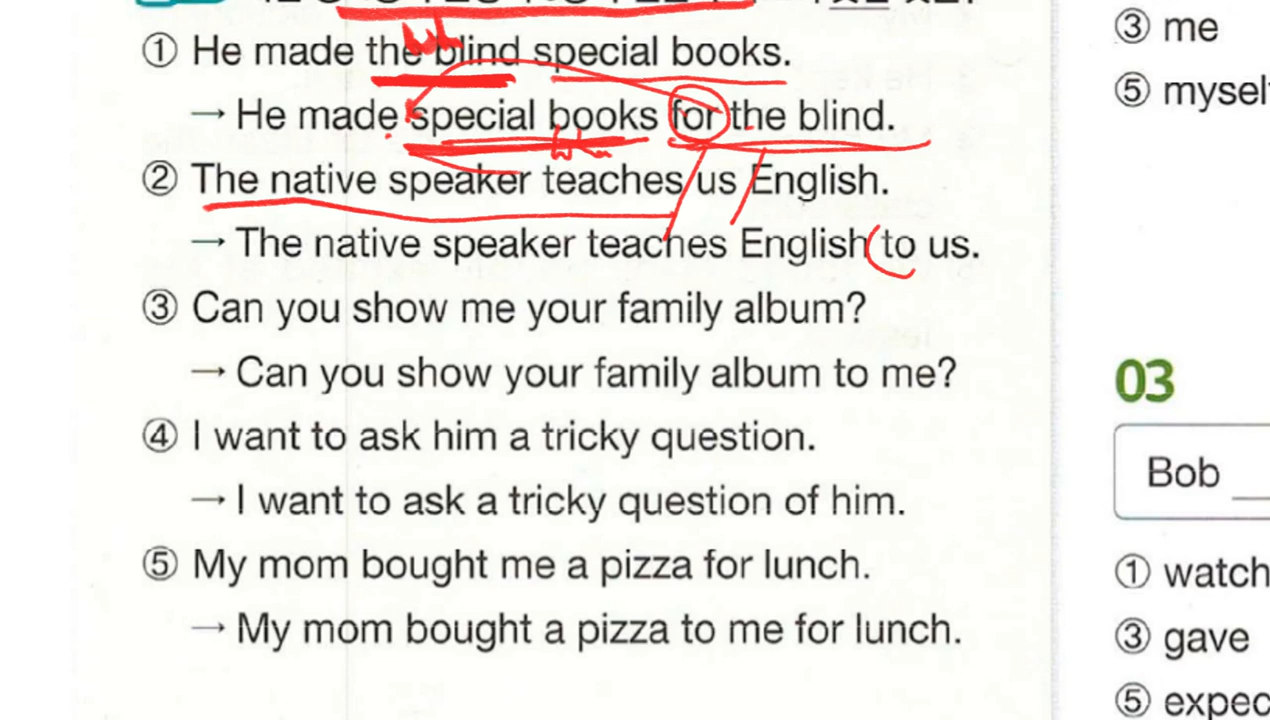 ① He made the blind special books.
→ He made special books for the blind.
② The native speaker teaches us English.
→ The native speaker teaches English to us.
③ Can you show me your family album?
→ Can you show your family album to me?
④ I want to ask him a tricky question.
→ I want to ask a tricky question of him.
⑤ My mom bought me a pizza for lunch.
→ My mom bought a pizza to me for lunch.
③ me
⑤ mysel
03
Bob
① watch
③ gave
⑤ expec